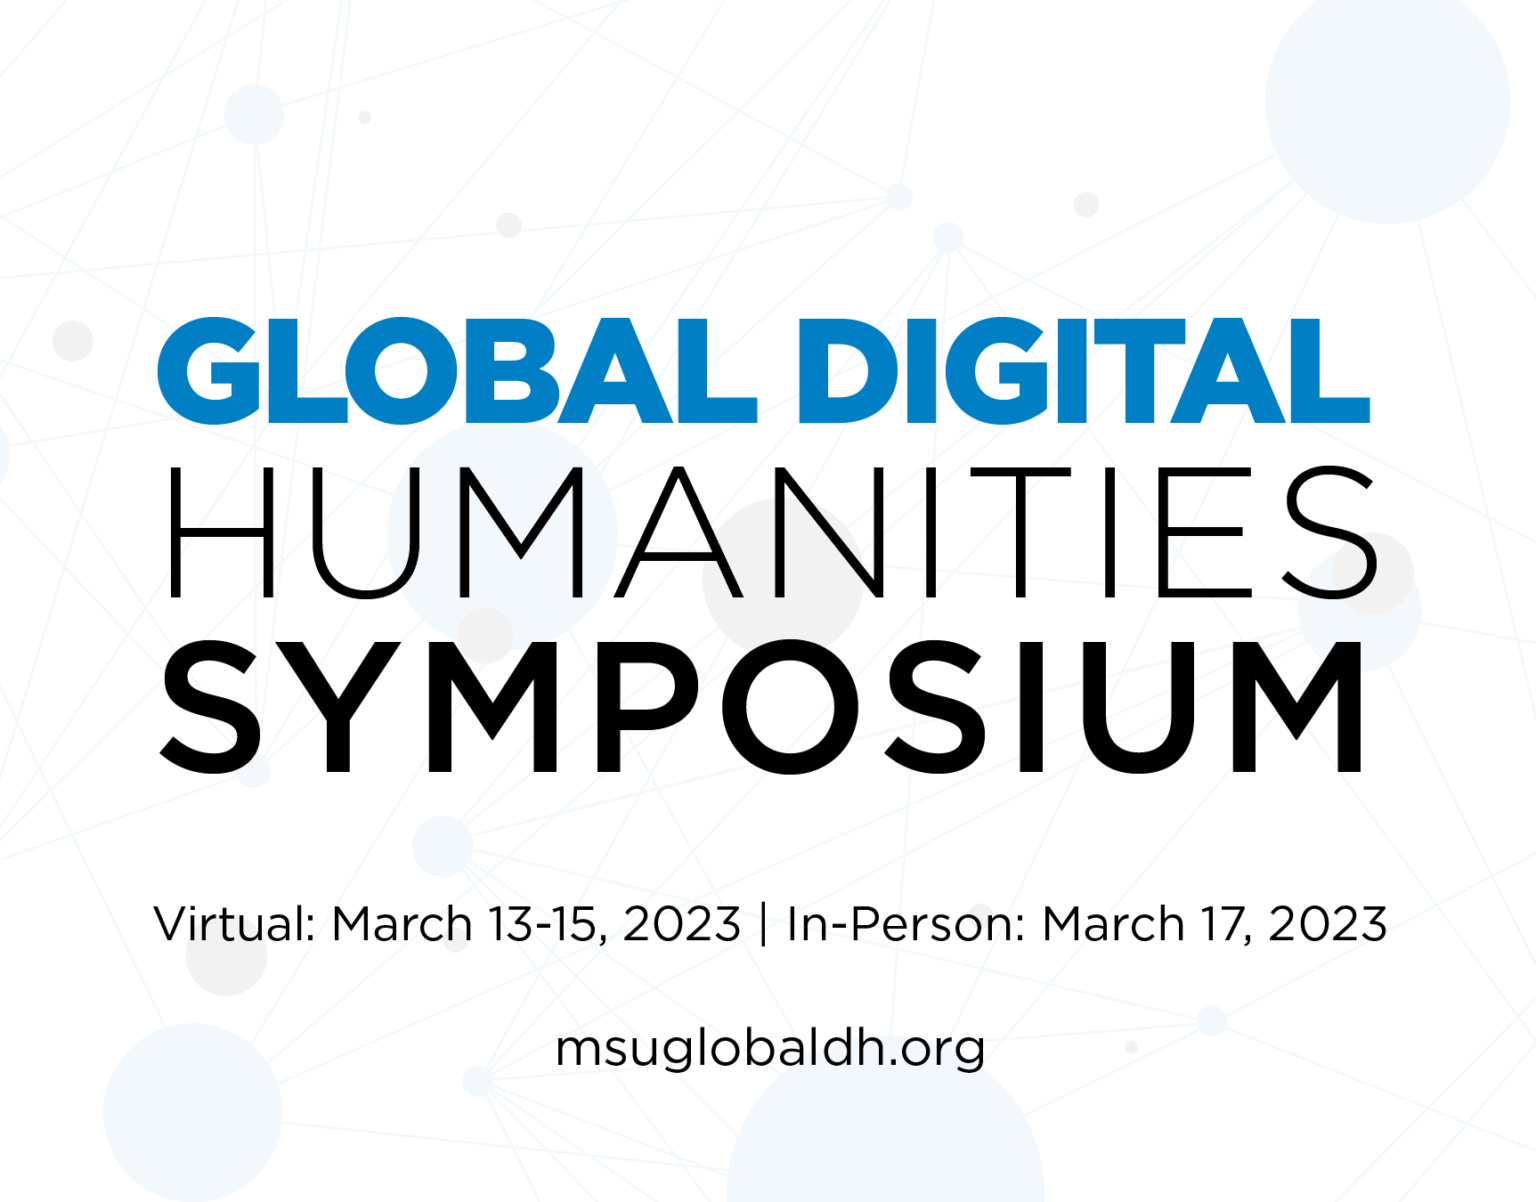 GLOBAL DIGITAL
HUMANITIES
SYMPOSIUM
Virtual: March 13-15, 2023 | In-Person: March 17, 2023
msuglobaldh.org